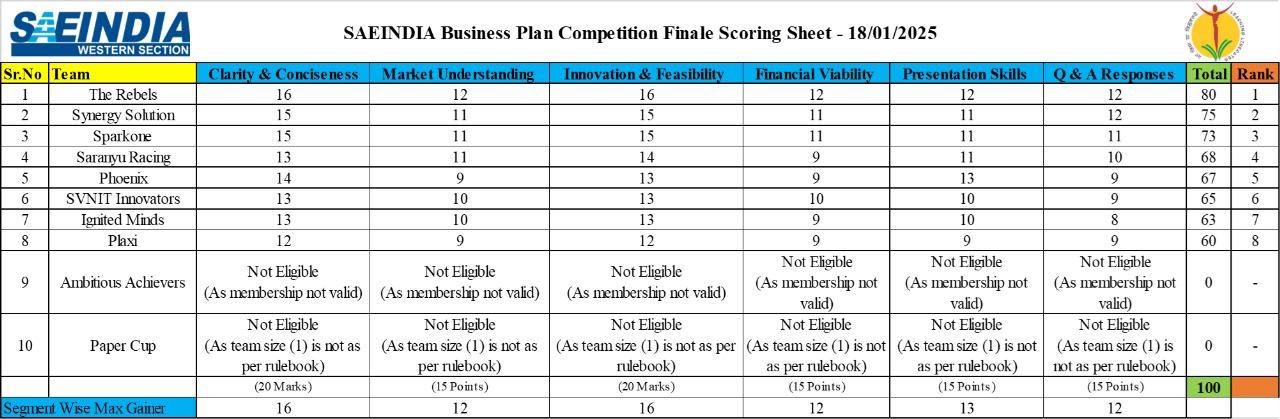 SAEINDIA
WESTERN SECTION
SAEINDIA Business Plan Competition Finale Scoring Sheet - 18/01/2025
Sr.No Team Clarity & Conciseness Market Understanding Innovation & Feasibility Financial Viability Presentation Skills Q & A Responses Total Rank
1 The Rebels 16 12 16 12 12 12 80 1
2 Synergy Solution 15 11 15 11 11 12 75 2
3 Sparkone 15 11 15 11 11 11 73 3
4 Saranyu Racing 13 11 14 9 11 10 68 4
5 Phoenix 14 9 13 9 13 9 67 5
6 SVNIT Innovators 13 10 13 10 10 9 65 6
7 Ignited Minds 13 10 13 9 10 8 63 7
8 Plaxi 12 9 12 9 9 9 60 8
9 Ambitious Achievers
Not Eligible
(As membership not valid)
Not Eligible
(As membership not valid)
Not Eligible
(As membership not valid)
Not Eligible
(As membership not
valid)
Not Eligible
(As membership not
valid)
Not Eligible
(As membership not
valid)
0 -
10 Paper Cup
Not Eligible
(As team size (1) is not as
per rulebook)
Not Eligible
(As team size (1) is not as
per rulebook)
Not Eligible
(As team size (1) is not as per
rulebook)
Not Eligible
(As team size (1) is not
as per rulebook)
Not Eligible
(As team size (1) is not
as per rulebook)
Not Eligible
(As team size (1) is
not as per rulebook)
0 -
(20 Marks) (15 Points) (20 Marks) (15 Points) (15 Points) (15 Points) 100
Segment Wise Max Gainer 16 12 16 12 13 12